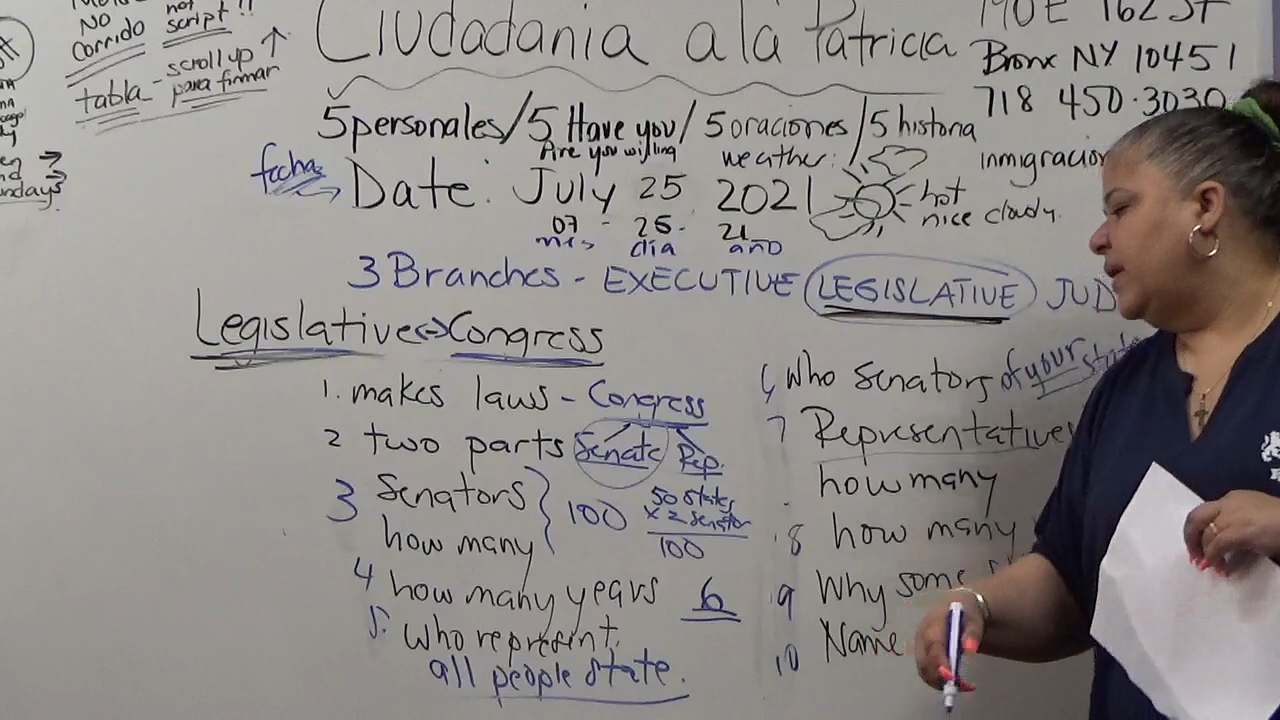 No not
Corrido script!!
tabla - scroll up ↑
para firmar
Ciudadania a la Patricia
190 E 162 ST
Bronx NY 10451
718 450·3030
5 personales / 5 Have you / 5 oraciones / 5 historia
Are you willing
weather:
inmigracion
fecha → Date: July 25 2021
hot
nice cloudy
07 - 25 - 21
mes dia año
3 Branches - EXECUTIVE LEGISLATIVE JUD
Legislative ↔ Congress
1. makes laws - Congress
2 two parts Senate Rep.
3 Senators
how many } 100
50 states
x 2 senator
100
4 how many years 6
5. who represent
all people state.
6 Who Senators of your state
7 Representatives
how many
8 how many
9 Why some
10 Name